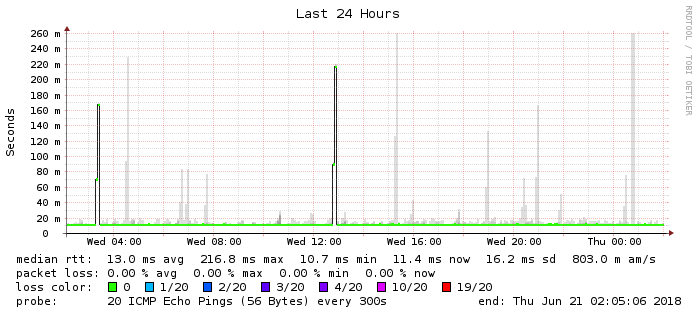 Last 24 Hours
RRDTOOL / TOBI OETIKER
Seconds
260 m
240 m
220 m
200 m
180 m
160 m
140 m
120 m
100 m
80 m
60 m
40 m
20 m
0
Wed 04:00 Wed 08:00 Wed 12:00 Wed 16:00 Wed 20:00 Thu 00:00
median rtt: 13.0 ms avg 216.8 ms max 10.7 ms min 11.4 ms now 16.2 ms sd 803.0 m am/s
packet loss: 0.00 % avg 0.00 % max 0.00 % min 0.00 % now
loss color: 0 1/20 2/20 3/20 4/20 10/20 19/20
probe: 20 ICMP Echo Pings (56 Bytes) every 300s end: Thu Jun 21 02:05:06 2018